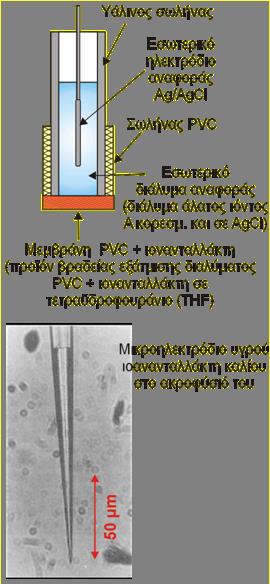 Υάλινος σωλήνας
Εσωτερικό
ηλεκτρόδιο
αναφοράς
Ag/AgCl
Σωλήνας PVC
Εσωτερικό
διάλυμα αναφοράς
(διάλυμα άλατος ιόντος
Α κορεσμ. και σε AgCl)
Μεμβράνη PVC + ιονανταλλάκτη
(προϊόν βραδείας εξάτμισης διαλύματος
PVC + ιονανταλλάκτη σε
τετραϋδροφουράνιο (THF)
Μικροηλεκτρόδιο υγρού
ιοανανταλλάκτη καλίου
στο ακροφύσιό του
50 μm